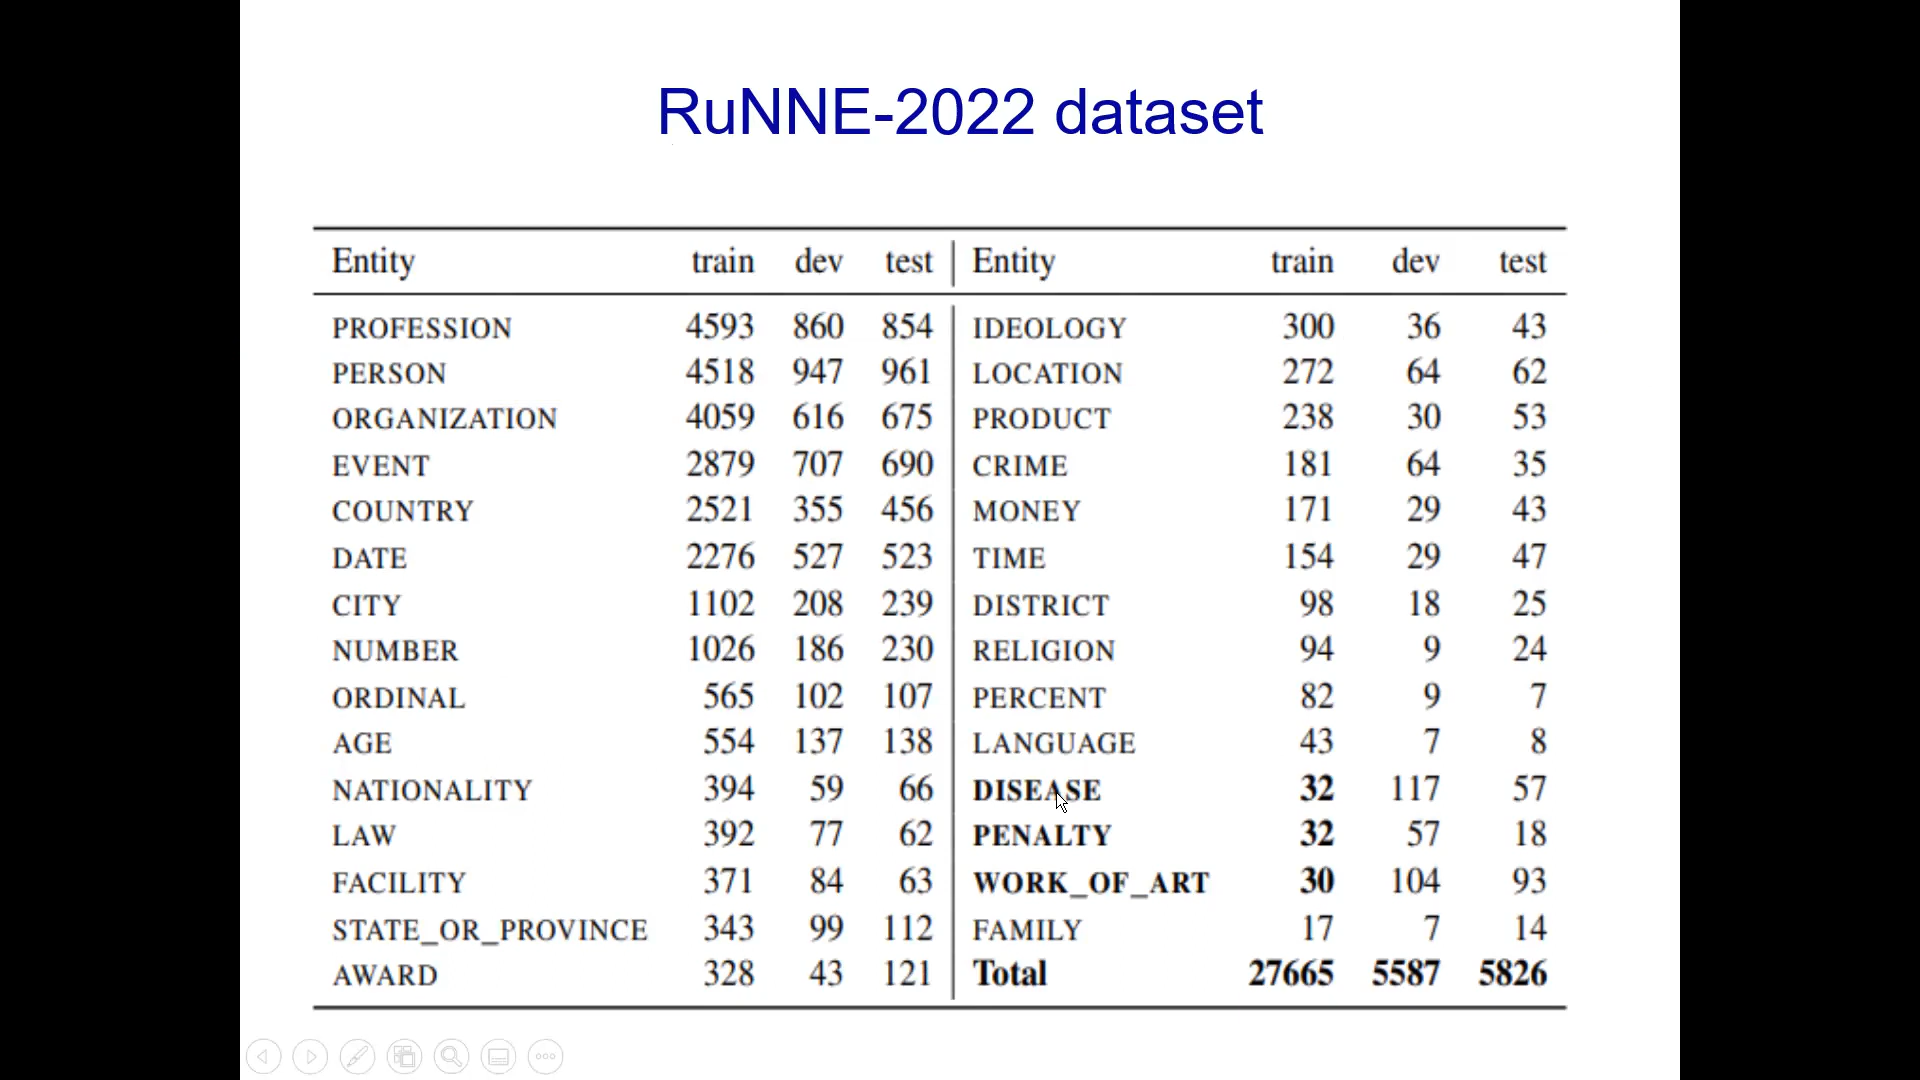 RuNNE-2022 dataset
Entity train dev test Entity train dev test
PROFESSION 4593 860 854 IDEOLOGY 300 36 43
PERSON 4518 947 961 LOCATION 272 64 62
ORGANIZATION 4059 616 675 PRODUCT 238 30 53
EVENT 2879 707 690 CRIME 181 64 35
COUNTRY 2521 355 456 MONEY 171 29 43
DATE 2276 527 523 TIME 154 29 47
CITY 1102 208 239 DISTRICT 98 18 25
NUMBER 1026 186 230 RELIGION 94 9 24
ORDINAL 565 102 107 PERCENT 82 9 7
AGE 554 137 138 LANGUAGE 43 7 8
NATIONALITY 394 59 66 DISEASE 32 117 57
LAW 392 77 62 PENALTY 32 57 18
FACILITY 371 84 63 WORK_OF_ART 30 104 93
STATE_OR_PROVINCE 343 99 112 FAMILY 17 7 14
AWARD 328 43 121 Total 27665 5587 5826